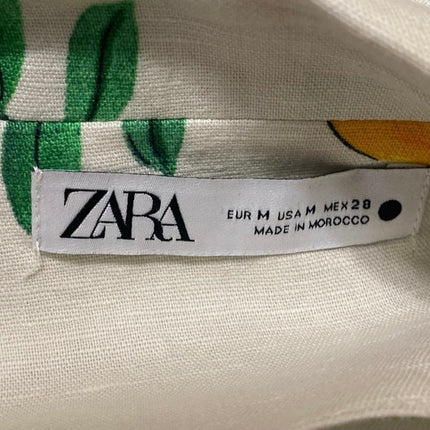 ZARA
EUR M USA M MEX 28
MADE IN MOROCCO